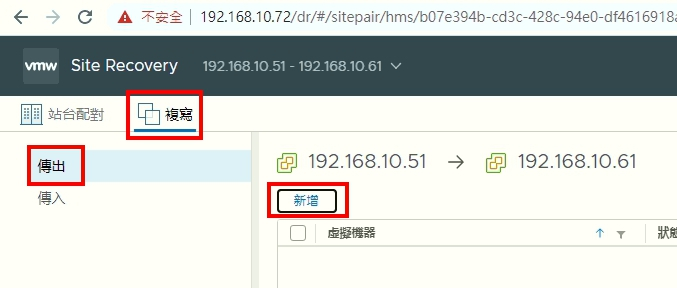 不安全 192.168.10.72/dr/#/sitepair/hms/b07e394b-cd3c-428c-94e0-df4616918a
vmw Site Recovery 192.168.10.51 - 192.168.10.61
站台配對 複寫
傳出
傳入
192.168.10.51 → 192.168.10.61
新增
虛擬機器 ↑ 狀態